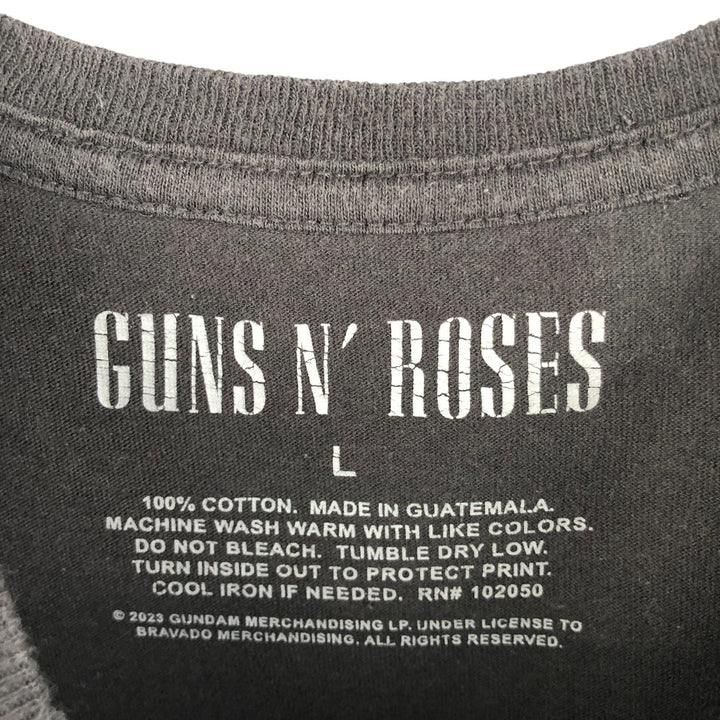 GUNS N' ROSES
L
100% COTTON. MADE IN GUATEMALA.
MACHINE WASH WARM WITH LIKE COLORS.
DO NOT BLEACH. TUMBLE DRY LOW.
TURN INSIDE OUT TO PROTECT PRINT.
COOL IRON IF NEEDED. RN# 102050
© 2023 GUNDAM MERCHANDISING LP. UNDER LICENSE TO
BRAVADO MERCHANDISING. ALL RIGHTS RESERVED.